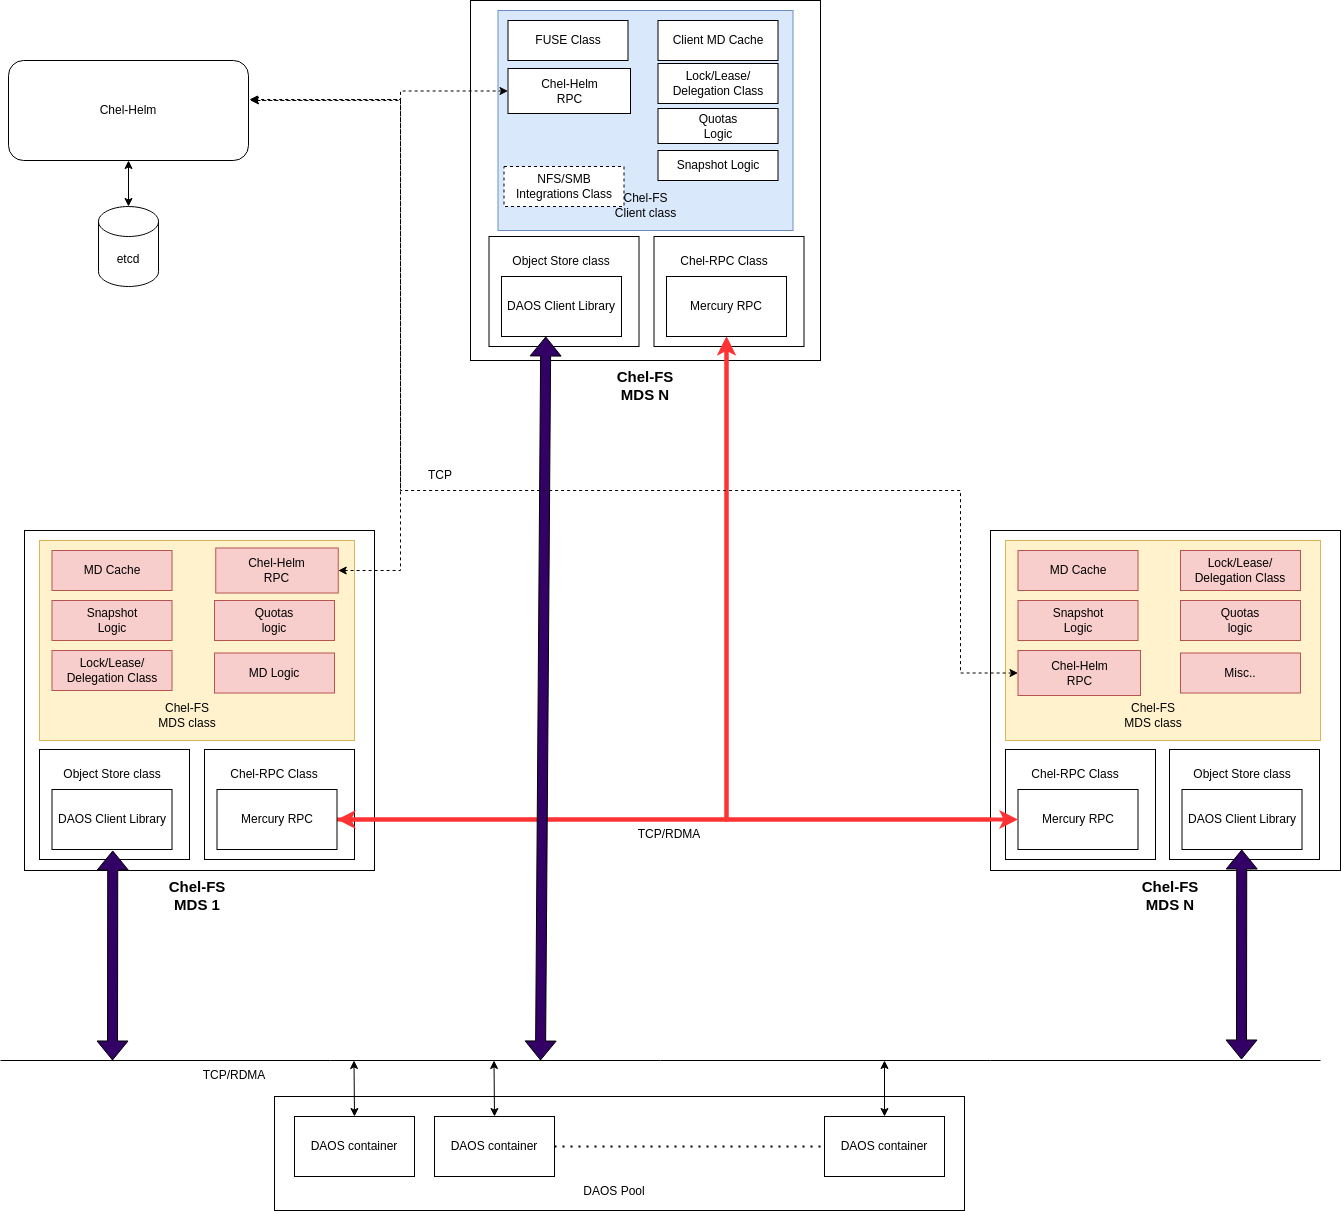 Chel-Helm
etcd
FUSE Class
Client MD Cache
Chel-Helm
RPC
Lock/Lease/
Delegation Class
Quotas
Logic
Snapshot Logic
NFS/SMB
Integrations Class
Chel-FS
Client class
Object Store class
DAOS Client Library
Chel-RPC Class
Mercury RPC
Chel-FS
MDS N
TCP
MD Cache
Chel-Helm
RPC
Snapshot
Logic
Quotas
logic
Lock/Lease/
Delegation Class
MD Logic
Chel-FS
MDS class
Object Store class
DAOS Client Library
Chel-RPC Class
Mercury RPC
Chel-FS
MDS 1
TCP/RDMA
MD Cache
Lock/Lease/
Delegation Class
Snapshot
Logic
Quotas
logic
Chel-Helm
RPC
Misc..
Chel-FS
MDS class
Chel-RPC Class
Mercury RPC
Object Store class
DAOS Client Library
Chel-FS
MDS N
TCP/RDMA
DAOS container
DAOS container
DAOS container
DAOS Pool